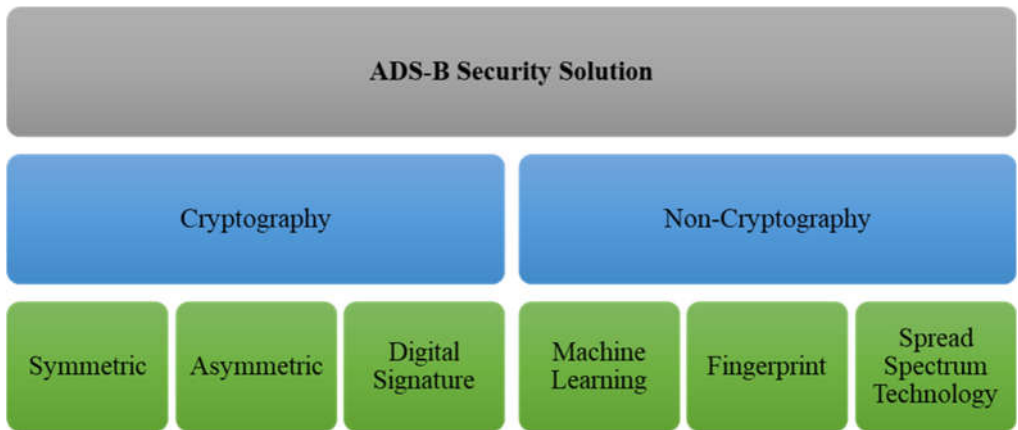 ADS-B Security Solution
Cryptography
Non-Cryptography
Symmetric
Asymmetric
Digital
Signature
Machine
Learning
Fingerprint
Spread
Spectrum
Technology